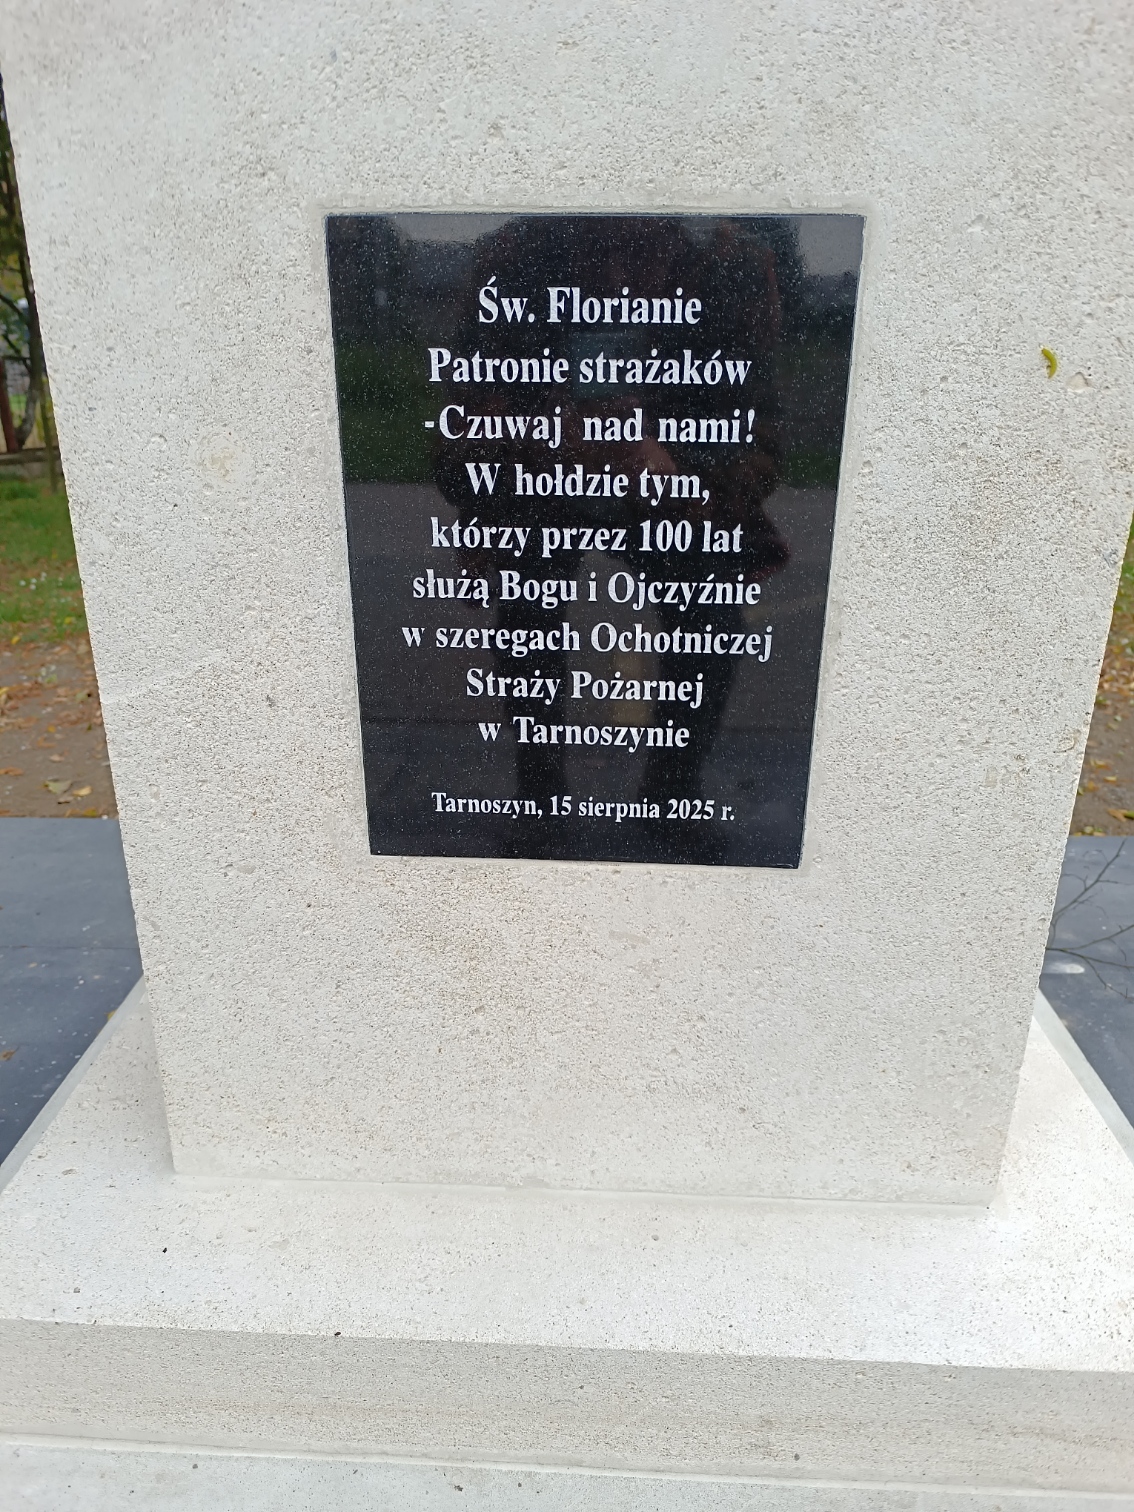 Św. Florianie
Patronie strażaków
-Czuwaj nad nami!
W hołdzie tym,
którzy przez 100 lat
służą Bogu i Ojczyźnie
w szeregach Ochotniczej
Straży Pożarnej
w Tarnoszynie
Tarnoszyn, 15 sierpnia 2025 r.